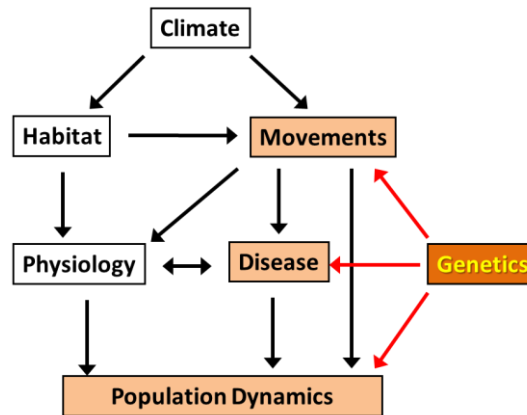 Climate
Habitat
Movements
Physiology
Disease
Genetics
Population Dynamics